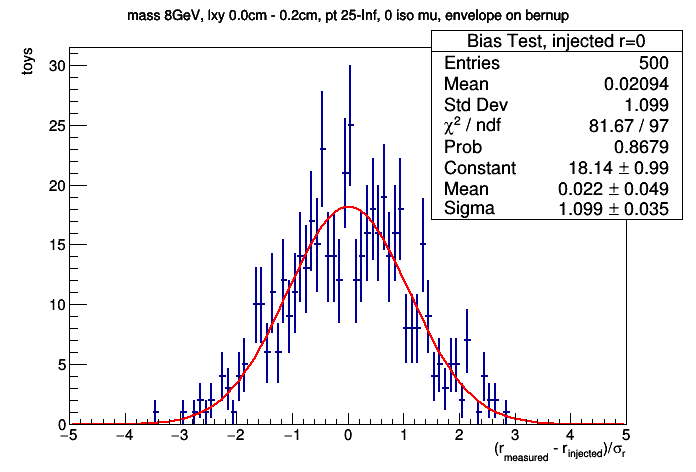 mass 8GeV, lxy 0.0cm - 0.2cm, pt 25-Inf, 0 iso mu, envelope on bernup
Bias Test, injected r=0
Entries 500
Mean 0.02094
Std Dev 1.099
χ² / ndf 81.67 / 97
Prob 0.8679
Constant 18.14 ± 0.99
Mean 0.022 ± 0.049
Sigma 1.099 ± 0.035
toys
30
25
20
15
10
5
0
−5 −4 −3 −2 −1 0 1 2 3 4 5
(r_measured - r_injected)/σ_r